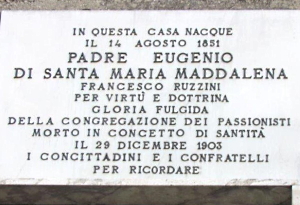 IN QUESTA CASA NACQUE
IL 14 AGOSTO 1851
PADRE EUGENIO
DI SANTA MARIA MADDALENA
FRANCESCO RUZZINI
PER VIRTÙ E DOTTRINA
GLORIA FULGIDA
DELLA CONGREGAZIONE DEI PASSIONISTI
MORTO IN CONCETTO DI SANTITÀ
IL 29 DICEMBRE 1903
I CONCITTADINI E I CONFRATELLI
PER RICORDARE